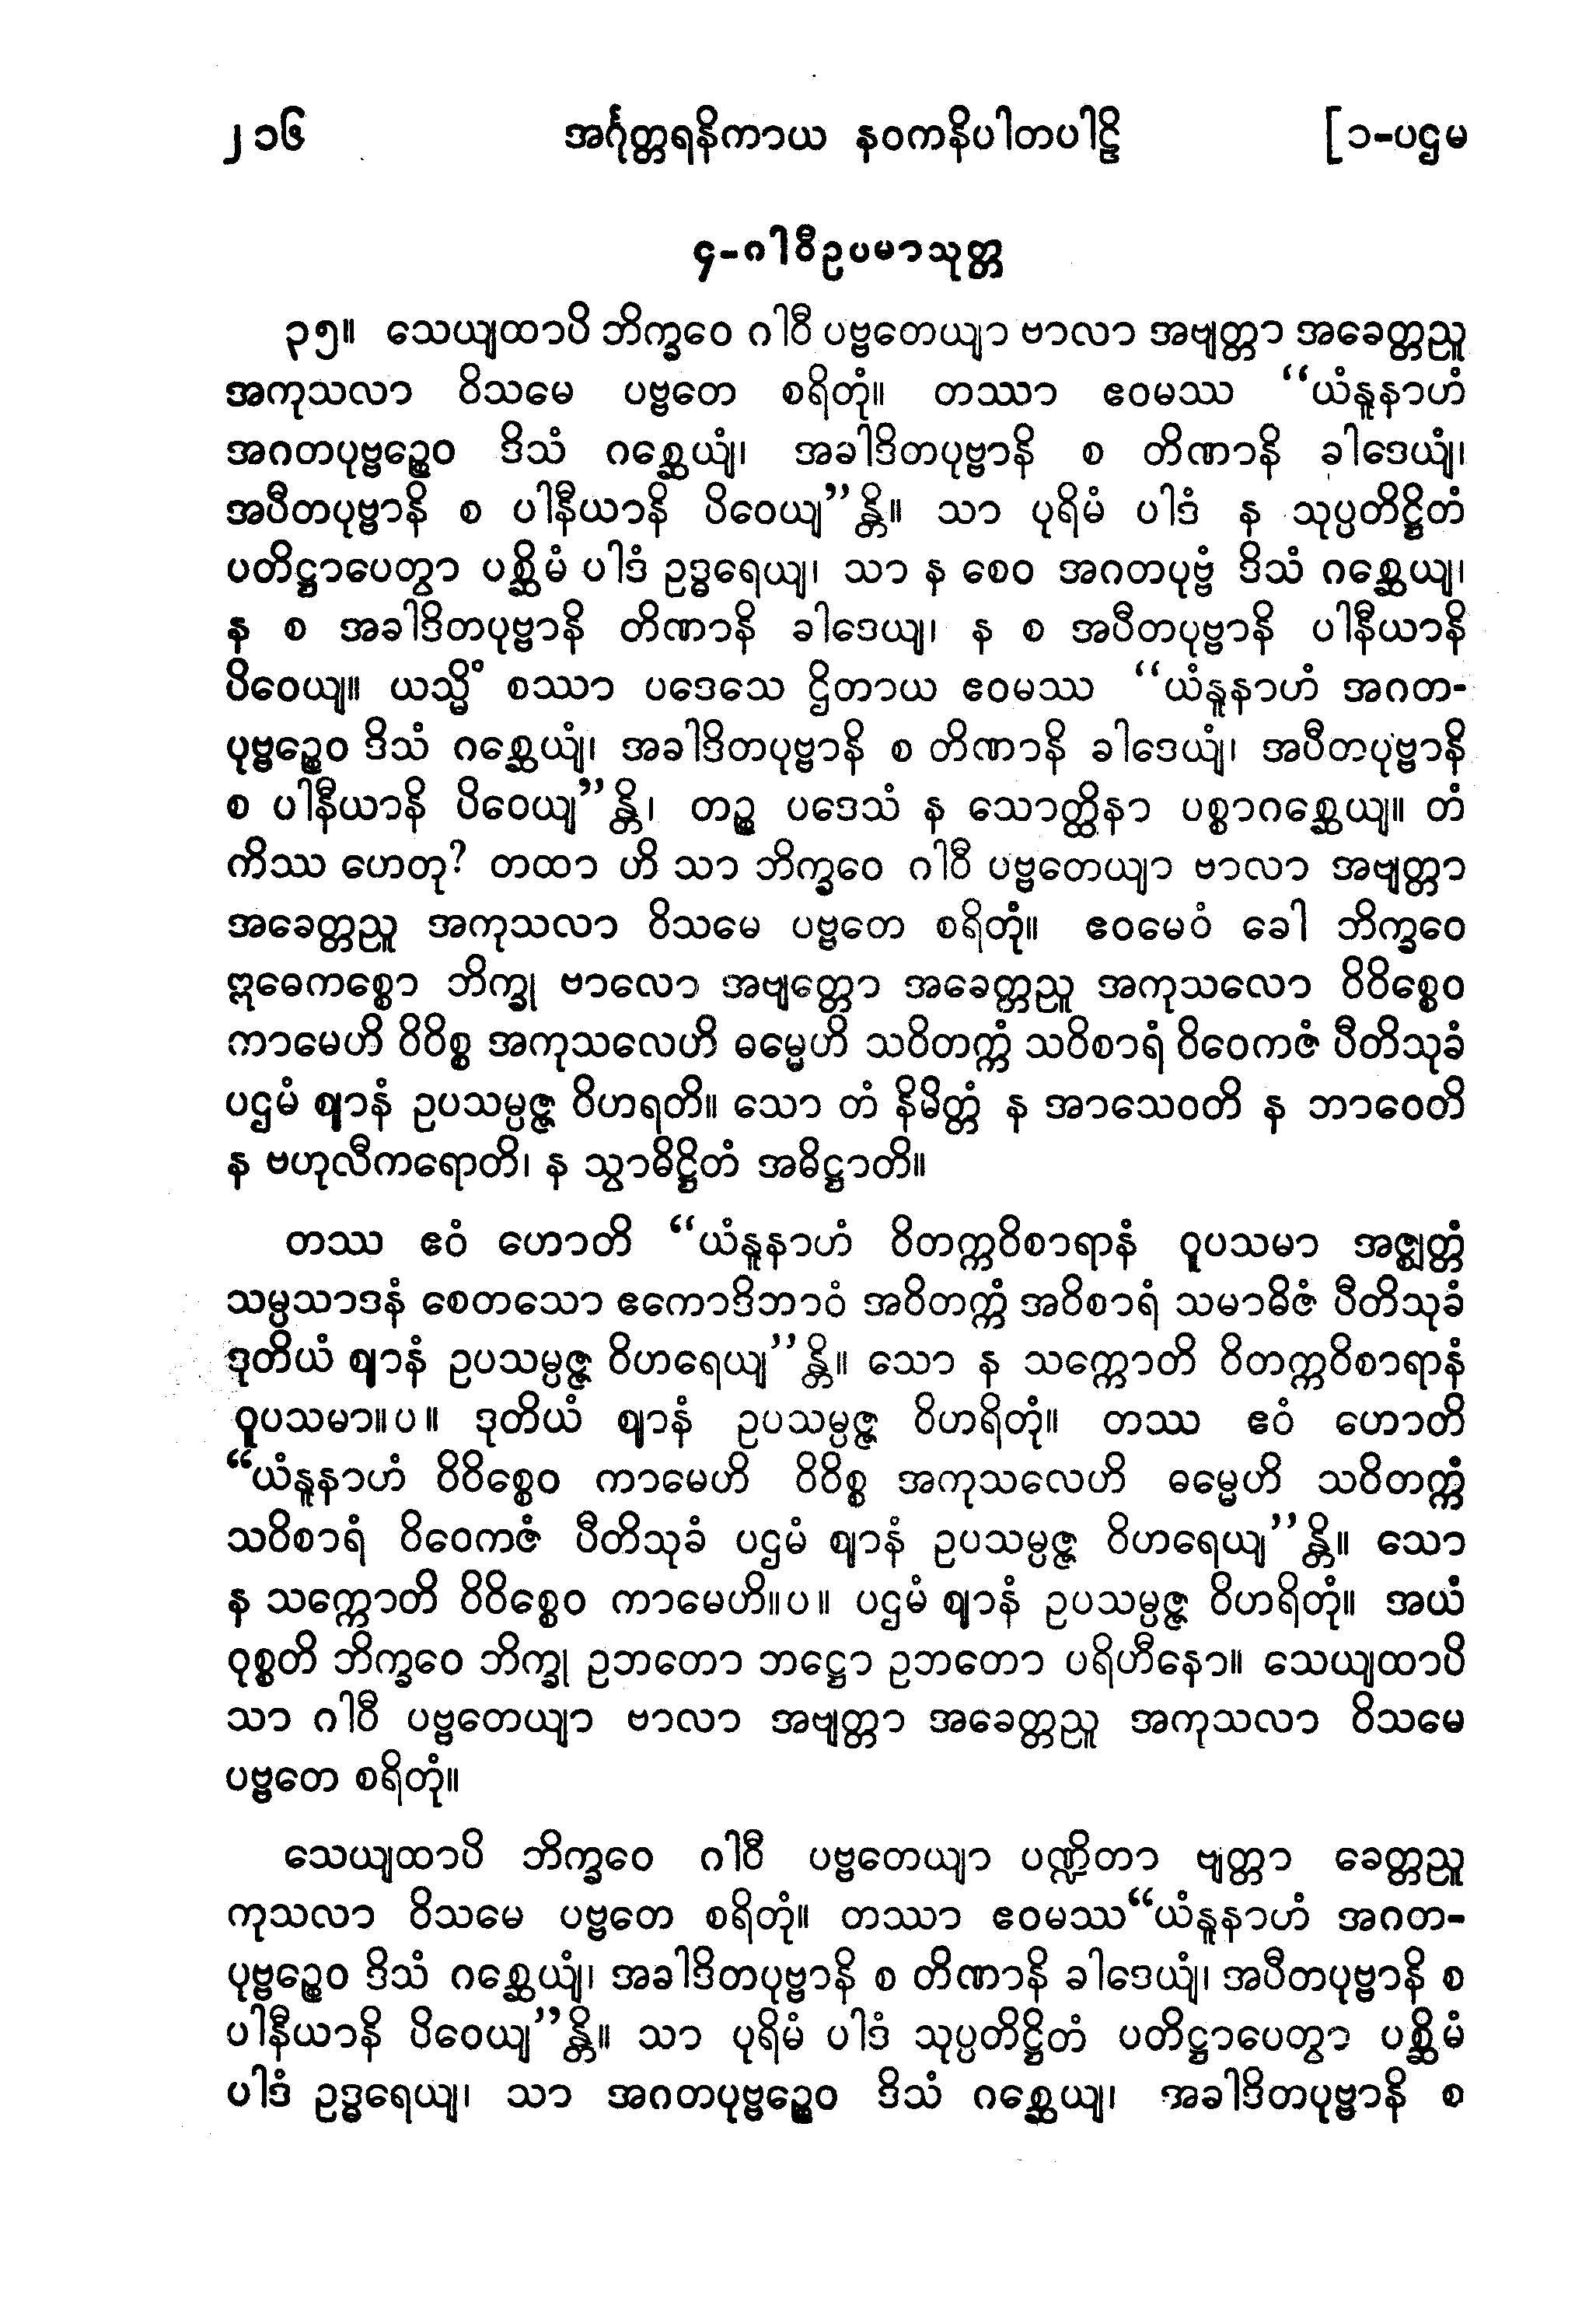 ၂၁၆ အင်္ဂုတ္တရနိကာယ နဝကနိပါတပါဠိ [၁-ပဌမ
၄-ဂါဝီဥပမာသုတ္တ
၃၅။ သေယျထာပိ ဘိက္ခဝေ ဂါဝီ ပဗ္ဗတေယျာ ဗာလာ အဗျတ္တာ အခေတ္တညူ
အကုသလာ ဝိသမေ ပဗ္ဗတေ စရိတုံ။ တဿာ ဧဝမဿ “ယံနူနာဟံ
အဂတပုဗ္ဗဉ္စေဝ ဒိသံ ဂစ္ဆေယျံ၊ အခါဒိတပုဗ္ဗာနိ စ တိဏာနိ ခါဒေယျံ၊
အပီတပုဗ္ဗာနိ စ ပါနီယာနိ ပိဝေယျ”န္တိ။ သာ ပုရိမံ ပါဒံ န သုပ္ပတိဋ္ဌိတံ
ပတိဋ္ဌာပေတွာ ပစ္ဆိမံ ပါဒံ ဥဒ္ဓရေယျ၊ သာ န စေဝ အဂတပုဗ္ဗံ ဒိသံ ဂစ္ဆေယျ၊
န စ အခါဒိတပုဗ္ဗာနိ တိဏာနိ ခါဒေယျ၊ န စ အပီတပုဗ္ဗာနိ ပါနီယာနိ
ပိဝေယျ။ ယသ္မိံ စဿာ ပဒေသေ ဌိတာယ ဧဝမဿ “ယံနူနာဟံ အဂတ-
ပုဗ္ဗဉ္စေဝ ဒိသံ ဂစ္ဆေယျံ၊ အခါဒိတပုဗ္ဗာနိ စ တိဏာနိ ခါဒေယျံ၊ အပီတပုဗ္ဗာနိ
စ ပါနီယာနိ ပိဝေယျ”န္တိ၊ တဉ္စ ပဒေသံ န သောတ္ထိနာ ပစ္စာဂစ္ဆေယျ။ တံ
ကိဿ ဟေတု? တထာ ဟိ သာ ဘိက္ခဝေ ဂါဝီ ပဗ္ဗတေယျာ ဗာလာ အဗျတ္တာ
အခေတ္တညူ အကုသလာ ဝိသမေ ပဗ္ဗတေ စရိတုံ။ ဧဝမေဝံ ခေါ ဘိက္ခဝေ
ဣဓေကစ္စော ဘိက္ခု ဗာလော အဗျတ္တော အခေတ္တညူ အကုသလော ဝိဝိစ္စေဝ
ကာမေဟိ ဝိဝိစ္စ အကုသလေဟိ ဓမ္မေဟိ သဝိတက္ကံ သဝိစာရံ ဝိဝေကဇံ ပီတိသုခံ
ပဌမံ ဈာနံ ဥပသမ္ပဇ္ဇ ဝိဟရတိ။ သော တံ နိမိတ္တံ န အာသေဝတိ န ဘာဝေတိ
န ဗဟုလီကရောတိ၊ န သွာဓိဋ္ဌိတံ အဓိဋ္ဌာတိ။
တဿ ဧဝံ ဟောတိ “ယံနူနာဟံ ဝိတက္ကဝိစာရာနံ ဝူပသမာ အဇ္ဈတ္တံ
သမ္ပသာဒနံ စေတသော ဧကောဒိဘာဝံ အဝိတက္ကံ အဝိစာရံ သမာဓိဇံ ပီတိသုခံ
ဒုတိယံ ဈာနံ ဥပသမ္ပဇ္ဇ ဝိဟရေယျ”န္တိ။ သော န သက္ကောတိ ဝိတက္ကဝိစာရာနံ
ဝူပသမာ။ပ။ ဒုတိယံ ဈာနံ ဥပသမ္ပဇ္ဇ ဝိဟရိတုံ။ တဿ ဧဝံ ဟောတိ
“ယံနူနာဟံ ဝိဝိစ္စေဝ ကာမေဟိ ဝိဝိစ္စ အကုသလေဟိ ဓမ္မေဟိ သဝိတက္ကံ
သဝိစာရံ ဝိဝေကဇံ ပီတိသုခံ ပဌမံ ဈာနံ ဥပသမ္ပဇ္ဇ ဝိဟရေယျ”န္တိ။ သော
န သက္ကောတိ ဝိဝိစ္စေဝ ကာမေဟိ။ပ။ ပဌမံ ဈာနံ ဥပသမ္ပဇ္ဇ ဝိဟရိတုံ။ အယံ
ဝုစ္စတိ ဘိက္ခဝေ ဘိက္ခု ဥဘတော ဘဋ္ဌော ဥဘတော ပရိဟီနော။ သေယျထာပိ
သာ ဂါဝီ ပဗ္ဗတေယျာ ဗာလာ အဗျတ္တာ အခေတ္တညူ အကုသလာ ဝိသမေ
ပဗ္ဗတေ စရိတုံ။
သေယျထာပိ ဘိက္ခဝေ ဂါဝီ ပဗ္ဗတေယျာ ပဏ္ဍိတာ ဗျတ္တာ ခေတ္တညူ
ကုသလာ ဝိသမေ ပဗ္ဗတေ စရိတုံ။ တဿာ ဧဝမဿ“ယံနူနာဟံ အဂတ-
ပုဗ္ဗဉ္စေဝ ဒိသံ ဂစ္ဆေယျံ၊ အခါဒိတပုဗ္ဗာနိ စ တိဏာနိ ခါဒေယျံ၊ အပီတပုဗ္ဗာနိ စ
ပါနီယာနိ ပိဝေယျ”န္တိ။ သာ ပုရိမံ ပါဒံ သုပ္ပတိဋ္ဌိတံ ပတိဋ္ဌာပေတွာ ပစ္ဆိမံ
ပါဒံ ဥဒ္ဓရေယျ၊ သာ အဂတပုဗ္ဗဉ္စေဝ ဒိသံ ဂစ္ဆေယျ၊ အခါဒိတပုဗ္ဗာနိ စ